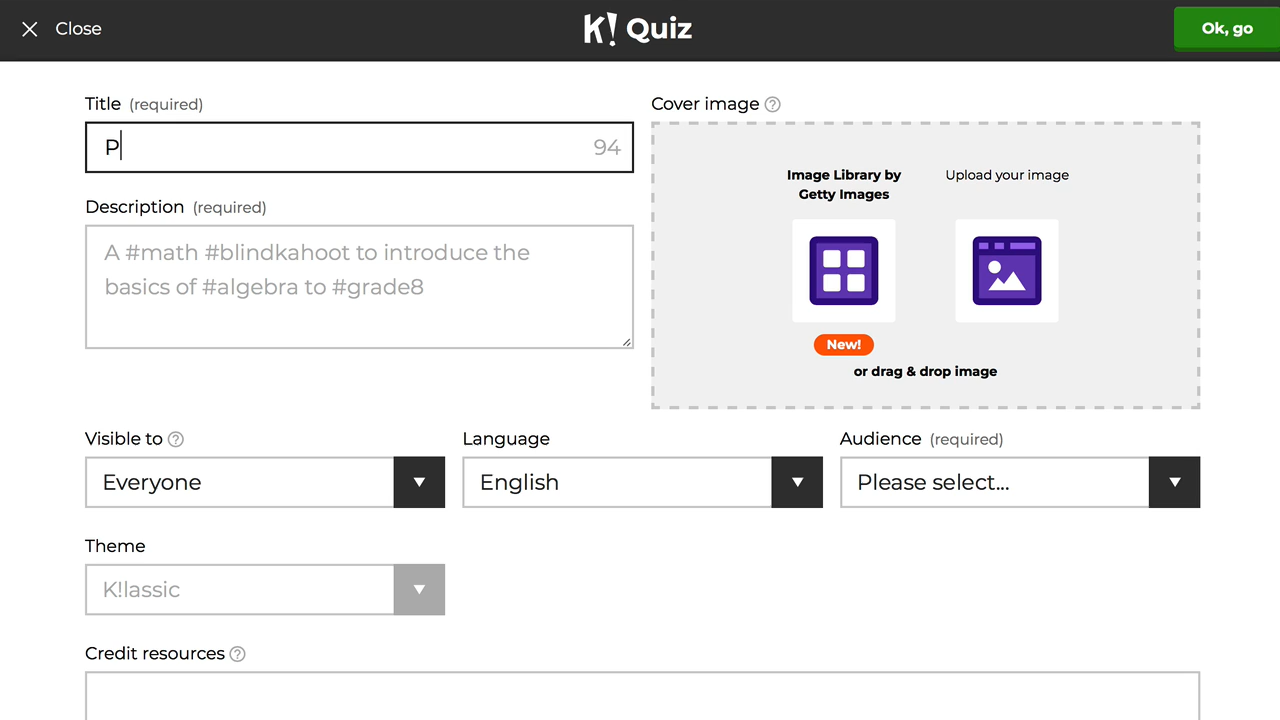 Close
K! Quiz
Ok, go
Title (required)
P
94
Description (required)
A #math #blindkahoot to introduce the
basics of #algebra to #grade8
Cover image ?
Image Library by
Getty Images
New!
Upload your image
or drag & drop image
Visible to ?
Everyone
Language
English
Audience (required)
Please select...
Theme
K!lassic
Credit resources ?